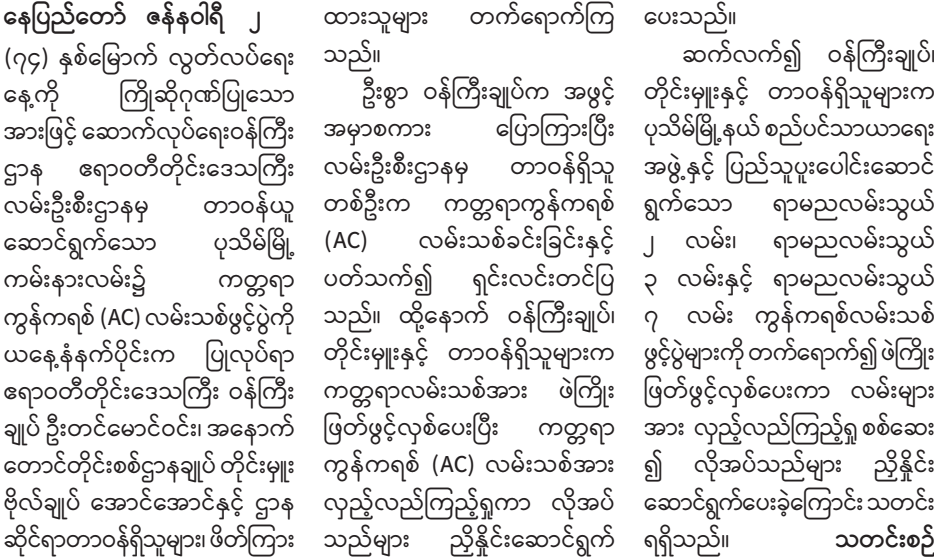 နေပြည်တော် ဇန်နဝါရီ ၂
(၇၄) နှစ်မြောက် လွတ်လပ်ရေး
နေ့ကို ကြိုဆိုဂုဏ်ပြုသော
အားဖြင့် ဆောက်လုပ်ရေးဝန်ကြီး
ဌာန ဧရာဝတီတိုင်းဒေသကြီး
လမ်းဦးစီးဌာနမှ တာဝန်ယူ
ဆောင်ရွက်သော ပုသိမ်မြို့
ကမ်းနားလမ်း၌ ကတ္တရာ
ကွန်ကရစ် (AC) လမ်းသစ်ဖွင့်ပွဲကို
ယနေ့နံနက်ပိုင်းက ပြုလုပ်ရာ
ဧရာဝတီတိုင်းဒေသကြီး ဝန်ကြီး
ချုပ် ဦးတင်မောင်ဝင်း၊ အနောက်
တောင်တိုင်းစစ်ဌာနချုပ် တိုင်းမှူး
ဗိုလ်ချုပ် အောင်အောင်နှင့် ဌာန
ဆိုင်ရာတာဝန်ရှိသူများ၊ ဖိတ်ကြား
ထားသူများ တက်ရောက်ကြ
သည်။
ဦးစွာ ဝန်ကြီးချုပ်က အဖွင့်
အမှာစကား ပြောကြားပြီး
လမ်းဦးစီးဌာနမှ တာဝန်ရှိသူ
တစ်ဦးက ကတ္တရာကွန်ကရစ်
(AC) လမ်းသစ်ခင်းခြင်းနှင့်
ပတ်သက်၍ ရှင်းလင်းတင်ပြ
သည်။ ထို့နောက် ဝန်ကြီးချုပ်၊
တိုင်းမှူးနှင့် တာဝန်ရှိသူများက
ကတ္တရာလမ်းသစ်အား ဖဲကြိုး
ဖြတ်ဖွင့်လှစ်ပေးပြီး ကတ္တရာ
ကွန်ကရစ် (AC) လမ်းသစ်အား
လှည့်လည်ကြည့်ရှုကာ လိုအပ်
သည်များ ညှိနှိုင်းဆောင်ရွက်
ပေးသည်။
ဆက်လက်၍ ဝန်ကြီးချုပ်၊
တိုင်းမှူးနှင့် တာဝန်ရှိသူများက
ပုသိမ်မြို့နယ် စည်ပင်သာယာရေး
အဖွဲ့နှင့် ပြည်သူပူးပေါင်းဆောင်
ရွက်သော ရာမညလမ်းသွယ်
၂ လမ်း၊ ရာမညလမ်းသွယ်
၃ လမ်းနှင့် ရာမညလမ်းသွယ်
၇ လမ်း ကွန်ကရစ်လမ်းသစ်
ဖွင့်ပွဲများကို တက်ရောက်၍ ဖဲကြိုး
ဖြတ်ဖွင့်လှစ်ပေးကာ လမ်းများ
အား လှည့်လည်ကြည့်ရှု စစ်ဆေး
၍ လိုအပ်သည်များ ညှိနှိုင်း
ဆောင်ရွက်ပေးခဲ့ကြောင်း သတင်း
ရရှိသည်။ သတင်းစဉ်